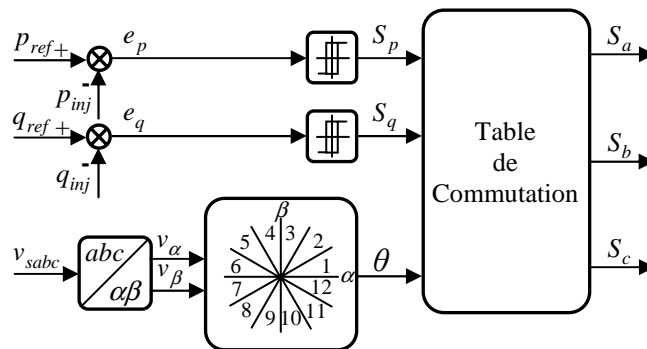 p_ref + e_p S_p S_a
p_inj -
q_ref + e_q S_q
q_inj -
Table
de
Commutation
S_b
v_sabc abc αβ v_α v_β
β
α
1
2
3
4
5
6
7
8
9
10
11
12
θ
S_c